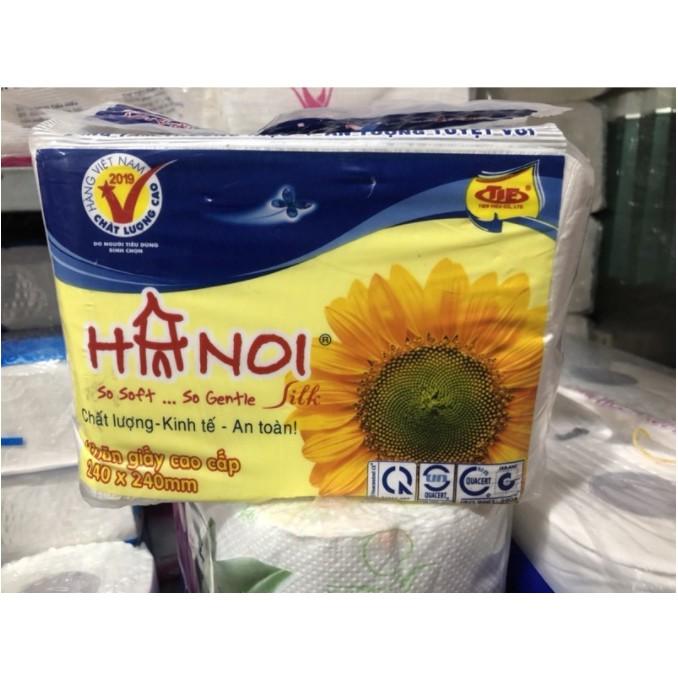 HÀNG VIỆT NAM
2019
CHẤT LƯỢNG CAO
DO NGƯỜI TIÊU DÙNG
BÌNH CHỌN
TIE
HANOI®
So Soft ... So Gentle Silk
Chất lượng-Kinh tế - An toàn!
giấy cao cấp
240 x 240mm
QUACERT
QUACERT